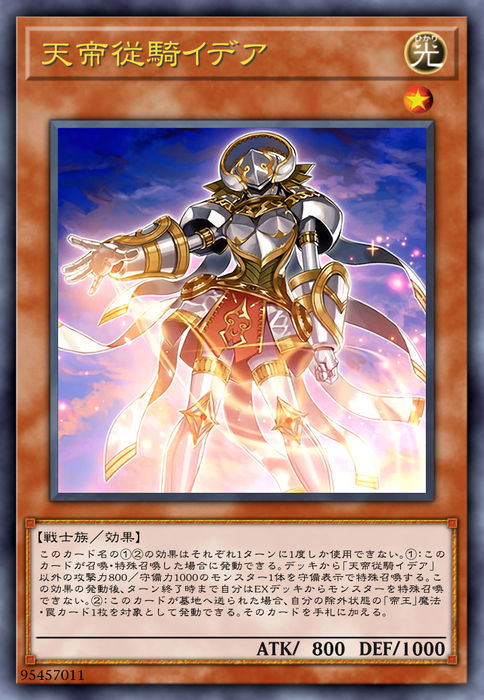 天帝従騎イデア
ひかり
光
【戦士族／効果】
このカード名の①②の効果はそれぞれ1ターンに1度しか使用できない。①：この
カードが召喚・特殊召喚した場合に発動できる。デッキから「天帝従騎イデア」
以外の攻撃力800／守備力1000のモンスター1体を守備表示で特殊召喚する。こ
の効果の発動後、ターン終了時まで自分はEXデッキからモンスターを特殊召喚
できない。②：このカードが墓地へ送られた場合、自分の除外状態の「帝王」魔法
・罠カード1枚を対象として発動できる。そのカードを手札に加える。
ATK/ 800 DEF/1000
95457011